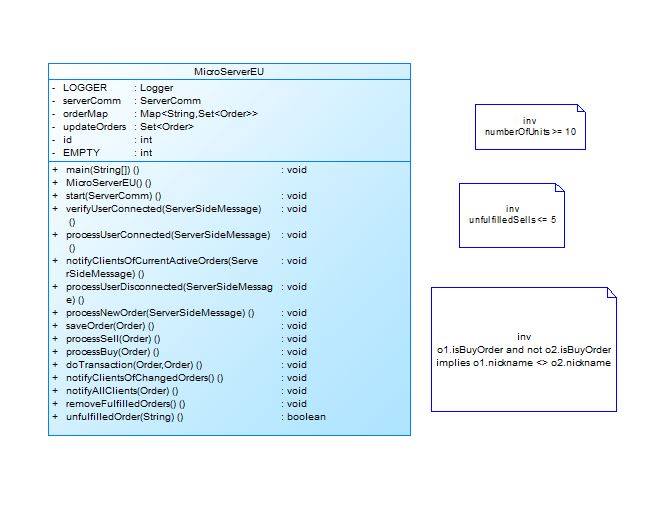 MicroServerEU
- LOGGER : Logger
- serverComm : ServerComm
- orderMap : Map<String,Set<Order>>
- updateOrders : Set<Order>
- id : int
- EMPTY : int
+ main(String[]) () : void
+ MicroServerEU() ()
+ start(ServerComm) () : void
+ verifyUserConnected(ServerSideMessage) : void
()
+ processUserConnected(ServerSideMessage) : void
()
+ notifyClientsOfCurrentActiveOrders(Serve : void
rSideMessage) ()
+ processUserDisconnected(ServerSideMessag : void
e) ()
+ processNewOrder(ServerSideMessage) () : void
+ saveOrder(Order) () : void
+ processSell(Order) () : void
+ processBuy(Order) () : void
+ doTransaction(Order,Order) () : void
+ notifyClientsOfChangedOrders() () : void
+ notifyAllClients(Order) () : void
+ removeFulfilledOrders() () : void
+ unfulfilledOrder(String) () : boolean
inv
numberOfUnits >= 10
inv
unfulfilledSells <= 5
inv
o1.isBuyOrder and not o2.isBuyOrder
implies o1.nickname <> o2.nickname